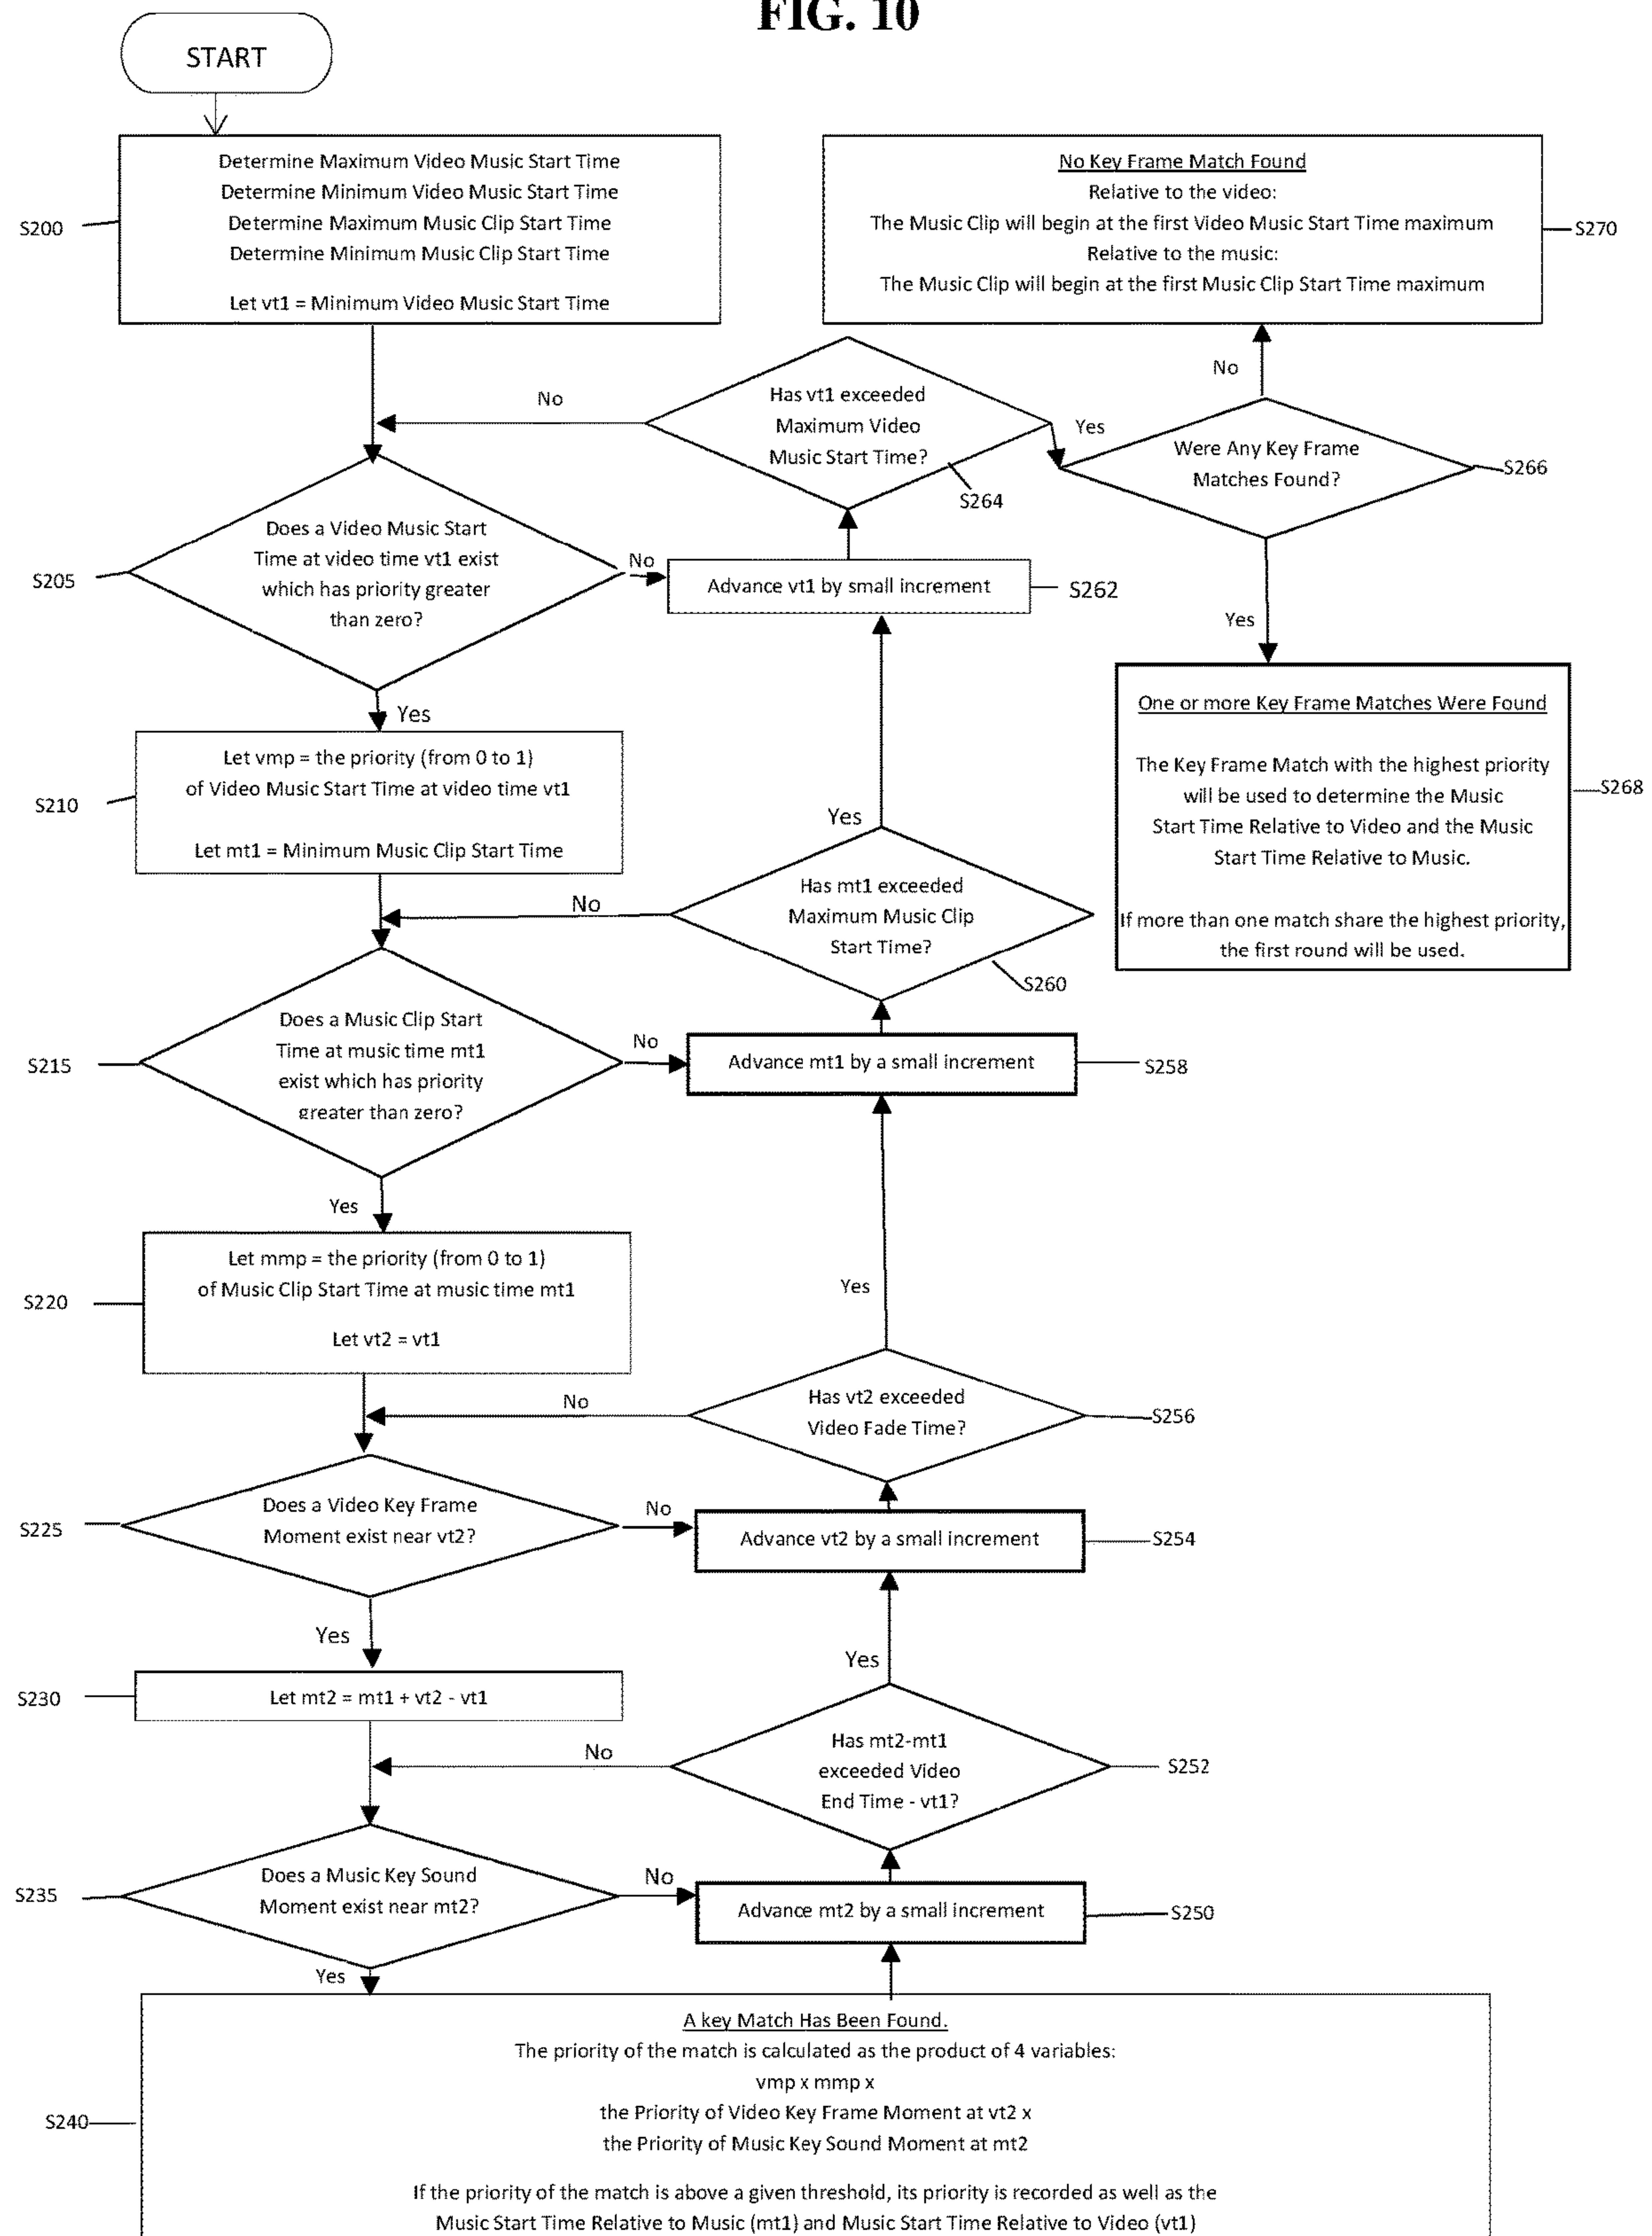 FIG. 10
START
Determine Maximum Video Music Start Time
Determine Minimum Video Music Start Time
Determine Maximum Music Clip Start Time
Determine Minimum Music Clip Start Time
Let vt1 = Minimum Video Music Start Time
S200
No Key Frame Match Found
Relative to the video:
The Music Clip will begin at the first Video Music Start Time maximum
Relative to the music:
The Music Clip will begin at the first Music Clip Start Time maximum
S270
No
Has vt1 exceeded
Maximum Video
Music Start Time?
S264
Yes
No
Were Any Key Frame
Matches Found?
S266
Does a Video Music Start
Time at video time vt1 exist
which has priority greater
than zero?
S205
No
Advance vt1 by small increment
S262
Yes
Yes
One or more Key Frame Matches Were Found
The Key Frame Match with the highest priority
will be used to determine the Music
Start Time Relative to Video and the Music
Start Time Relative to Music.
If more than one match share the highest priority,
the first round will be used.
S268
Let vmp = the priority (from 0 to 1)
of Video Music Start Time at video time vt1
Let mt1 = Minimum Music Clip Start Time
S210
Yes
No
Has mt1 exceeded
Maximum Music Clip
Start Time?
S260
Does a Music Clip Start
Time at music time mt1
exist which has priority
greater than zero?
S215
No
Advance mt1 by a small increment
S258
Yes
Let mmp = the priority (from 0 to 1)
of Music Clip Start Time at music time mt1
Let vt2 = vt1
S220
Yes
No
Has vt2 exceeded
Video Fade Time?
S256
Does a Video Key Frame
Moment exist near vt2?
S225
No
Advance vt2 by a small increment
S254
Yes
Yes
Let mt2 = mt1 + vt2 - vt1
S230
No
Has mt2-mt1
exceeded Video
End Time - vt1?
S252
Does a Music Key Sound
Moment exist near mt2?
S235
No
Advance mt2 by a small increment
S250
Yes
A key Match Has Been Found.
The priority of the match is calculated as the product of 4 variables:
vmp x mmp x
the Priority of Video Key Frame Moment at vt2 x
the Priority of Music Key Sound Moment at mt2
S240
If the priority of the match is above a given threshold, its priority is recorded as well as the
Music Start Time Relative to Music (mt1) and Music Start Time Relative to Video (vt1)